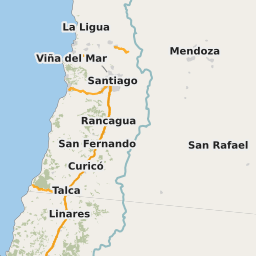 La Ligua
Mendoza
Viña del Mar
Santiago
Rancagua
San Fernando
San Rafael
Curicó
Talca
Linares